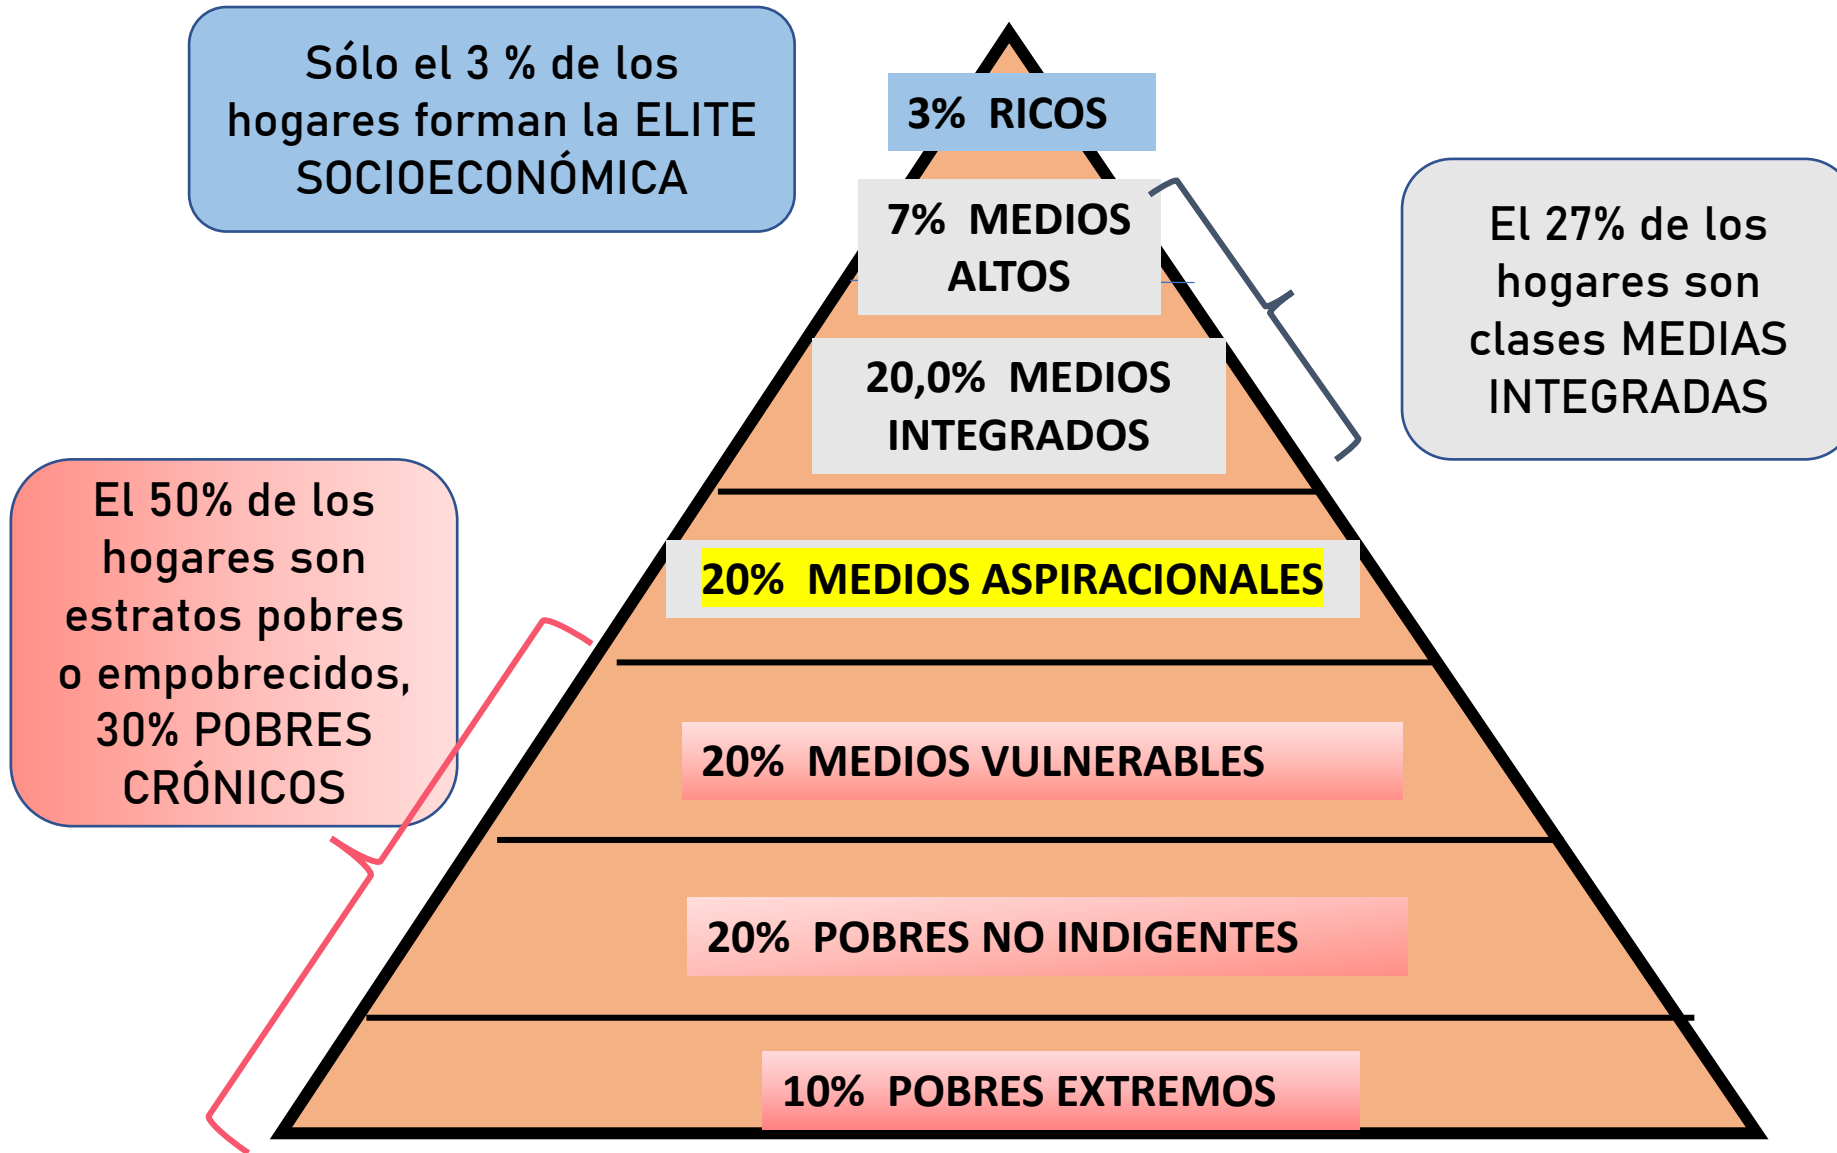 Sólo el 3 % de los
hogares forman la ELITE
SOCIOECONÓMICA
3% RICOS
7% MEDIOS
ALTOS
El 27% de los
hogares son
clases MEDIAS
INTEGRADAS
20,0% MEDIOS
INTEGRADOS
El 50% de los
hogares son
estratos pobres
o empobrecidos,
30% POBRES
CRÓNICOS
20% MEDIOS ASPIRACIONALES
20% MEDIOS VULNERABLES
20% POBRES NO INDIGENTES
10% POBRES EXTREMOS